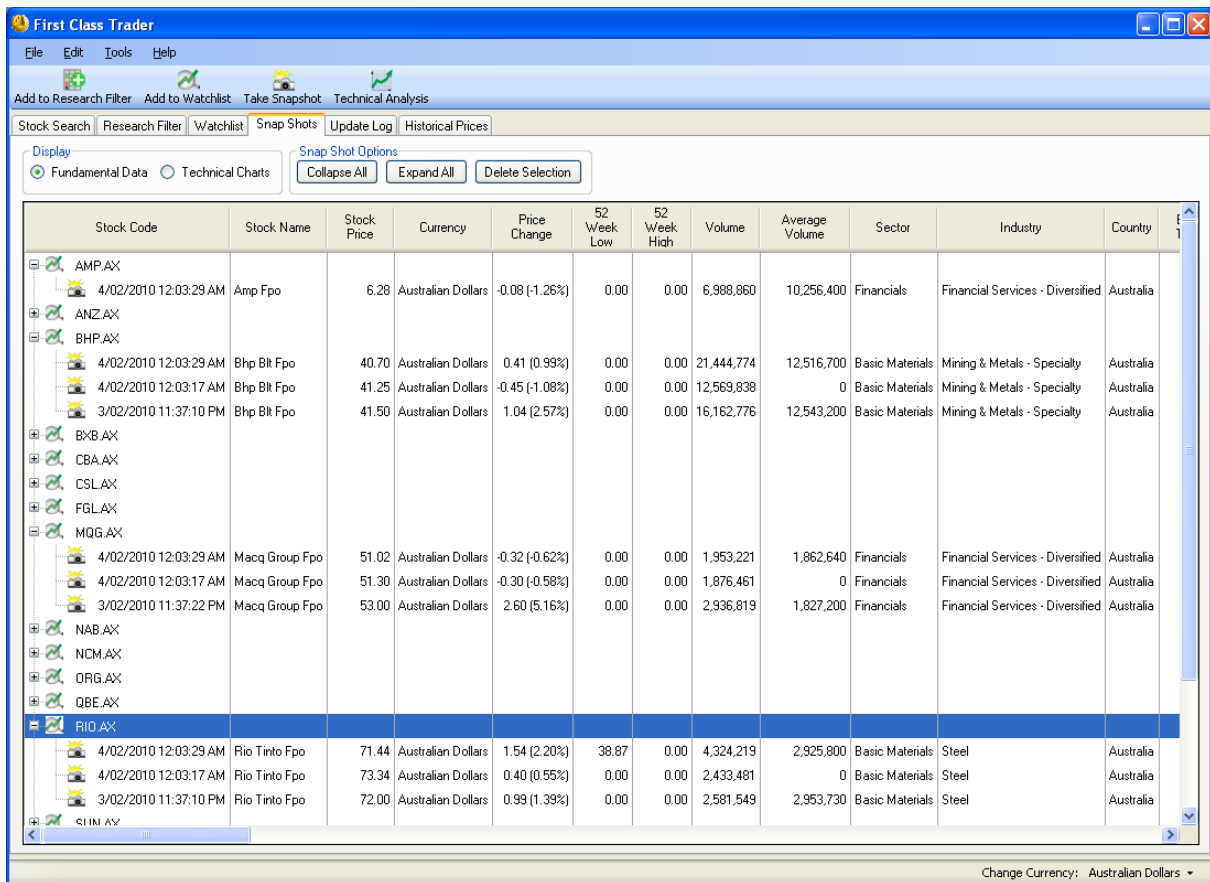 First Class Trader
File Edit Tools Help
Add to Research Filter Add to Watchlist Take Snapshot Technical Analysis
Stock Search Research Filter Watchlist Snap Shots Update Log Historical Prices
Display Snap Shot Options
Fundamental Data Technical Charts Collapse All Expand All Delete Selection
Stock Code Stock Name Stock Price Currency Price Change 52 Week Low 52 Week High Volume Average Volume Sector Industry Country
AMP.AX
4/02/2010 12:03:29 AM Amp Fpo 6.28 Australian Dollars -0.08 (-1.26%) 0.00 0.00 6,988,860 10,256,400 Financials Financial Services - Diversified Australia
ANZ.AX
BHP.AX
4/02/2010 12:03:29 AM Bhp Blt Fpo 40.70 Australian Dollars 0.41 (0.99%) 0.00 0.00 21,444,774 12,516,700 Basic Materials Mining & Metals - Specialty Australia
4/02/2010 12:03:17 AM Bhp Blt Fpo 41.25 Australian Dollars -0.45 (-1.08%) 0.00 0.00 12,569,838 0 Basic Materials Mining & Metals - Specialty Australia
3/02/2010 11:37:10 PM Bhp Blt Fpo 41.50 Australian Dollars 1.04 (2.57%) 0.00 0.00 16,162,776 12,543,200 Basic Materials Mining & Metals - Specialty Australia
BXB.AX
CBA.AX
CSL.AX
FGL.AX
MQG.AX
4/02/2010 12:03:29 AM Macq Group Fpo 51.02 Australian Dollars -0.32 (-0.62%) 0.00 0.00 1,953,221 1,862,640 Financials Financial Services - Diversified Australia
4/02/2010 12:03:17 AM Macq Group Fpo 51.30 Australian Dollars -0.30 (-0.58%) 0.00 0.00 1,876,461 0 Financials Financial Services - Diversified Australia
3/02/2010 11:37:22 PM Macq Group Fpo 53.00 Australian Dollars 2.60 (5.16%) 0.00 0.00 2,936,819 1,827,200 Financials Financial Services - Diversified Australia
NAB.AX
NCM.AX
ORG.AX
QBE.AX
RIO.AX
4/02/2010 12:03:29 AM Rio Tinto Fpo 71.44 Australian Dollars 1.54 (2.20%) 38.87 0.00 4,324,219 2,925,800 Basic Materials Steel Australia
4/02/2010 12:03:17 AM Rio Tinto Fpo 73.34 Australian Dollars 0.40 (0.55%) 0.00 0.00 2,433,481 0 Basic Materials Steel Australia
3/02/2010 11:37:10 PM Rio Tinto Fpo 72.00 Australian Dollars 0.99 (1.39%) 0.00 0.00 2,581,549 2,953,730 Basic Materials Steel Australia
SUN.AX
Change Currency: Australian Dollars